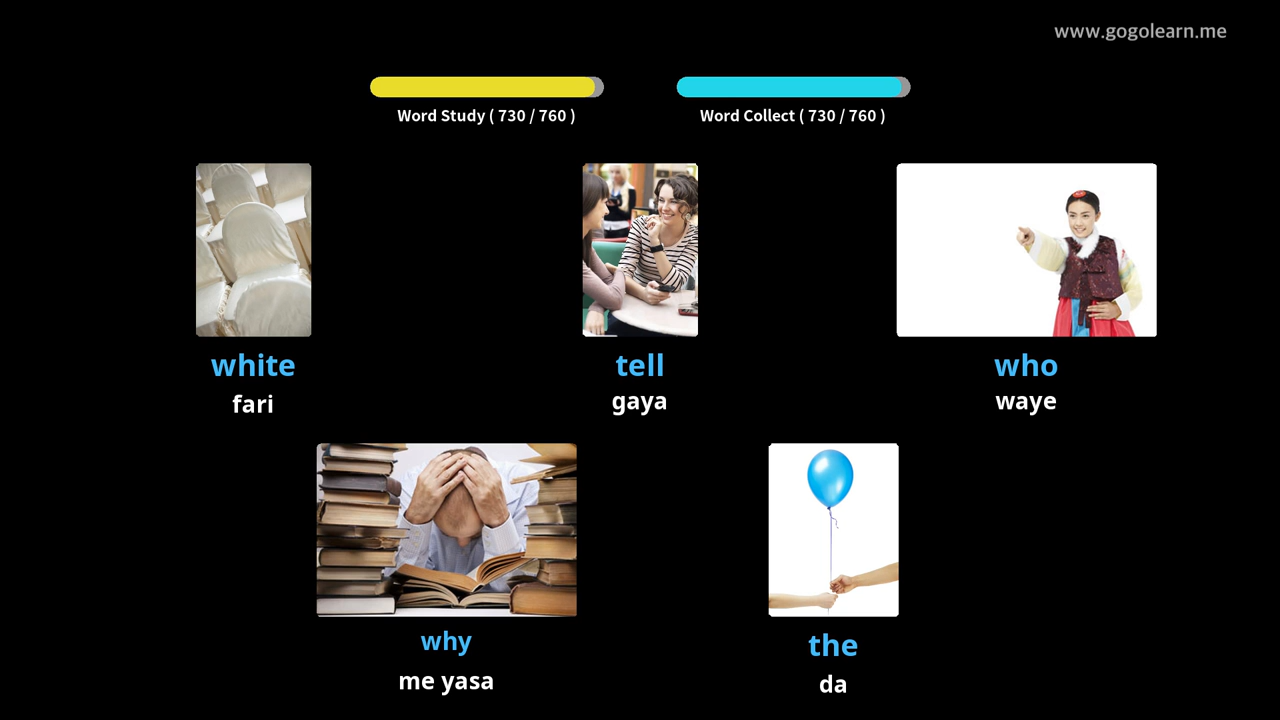 www.gogolearn.me
Word Study ( 730 / 760 )
Word Collect ( 730 / 760 )
white
fari
tell
gaya
who
waye
why
me yasa
the
da